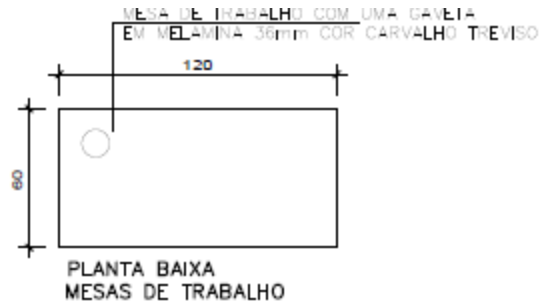 MESA DE TRABALHO COM UMA GAVETA
EM MELAMINA 36mm COR CARVALHO TREVISO
120
60
PLANTA BAIXA
MESAS DE TRABALHO